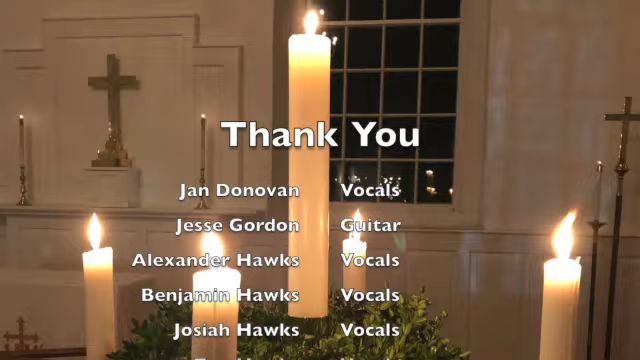 Thank You
Jan Donovan Vocals
Jesse Gordon Guitar
Alexander Hawks Vocals
Benjamin Hawks Vocals
Josiah Hawks Vocals